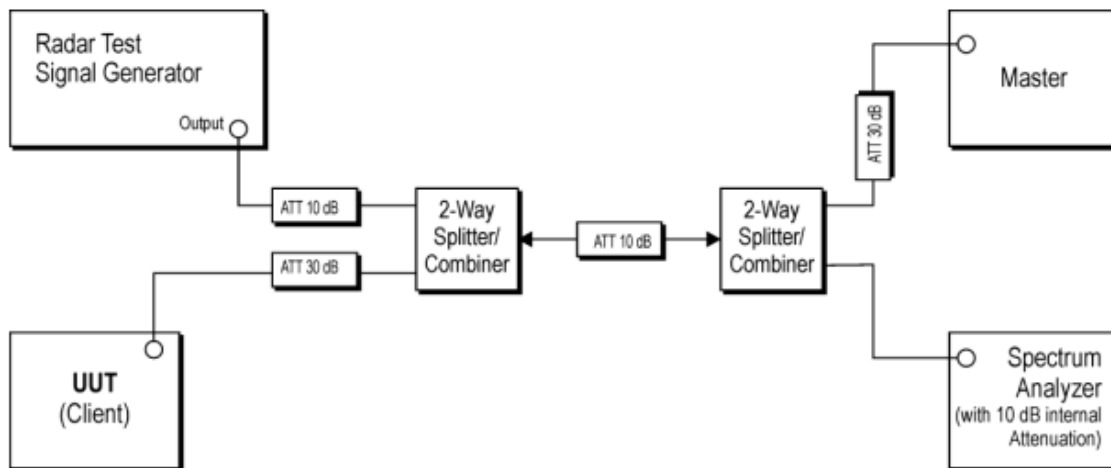 Radar Test
Signal Generator
Output
ATT 10 dB
ATT 30 dB
UUT
(Client)
2-Way
Splitter/
Combiner
ATT 10 dB
2-Way
Splitter/
Combiner
ATT 30 dB
Master
Spectrum
Analyzer
(with 10 dB internal
Attenuation)